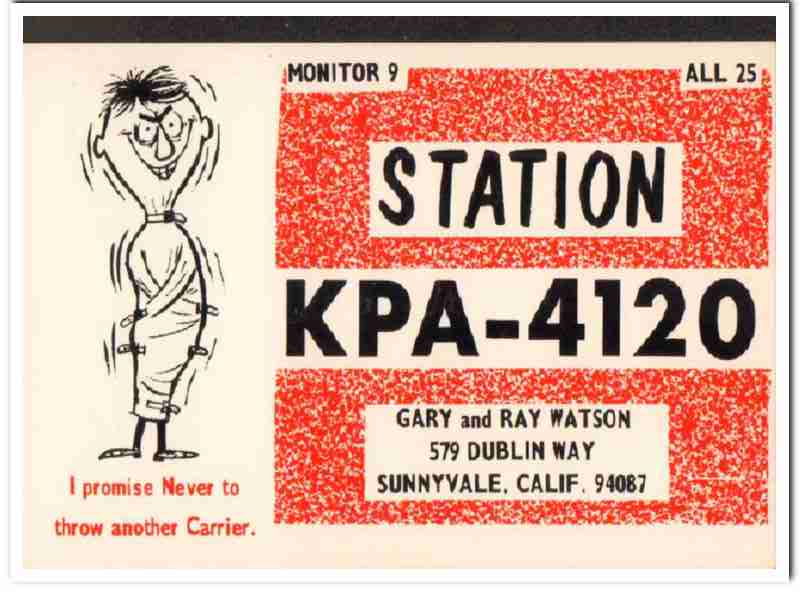 MONITOR 9
ALL 25
STATION
KPA-4120
GARY and RAY WATSON
579 DUBLIN WAY
SUNNYVALE, CALIF. 94087
I promise Never to
throw another Carrier.